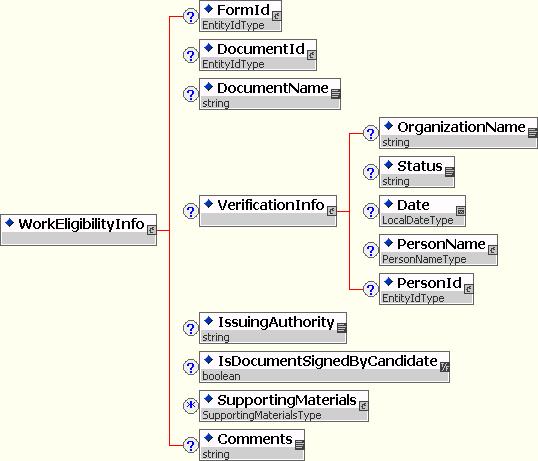 FormId
EntityIdType
DocumentId
EntityIdType
DocumentName
string
OrganizationName
string
Status
string
VerificationInfo
Date
LocalDateType
WorkEligibilityInfo
PersonName
PersonNameType
PersonId
EntityIdType
IssuingAuthority
string
IsDocumentSignedByCandidate
boolean
SupportingMaterials
SupportingMaterialsType
Comments
string